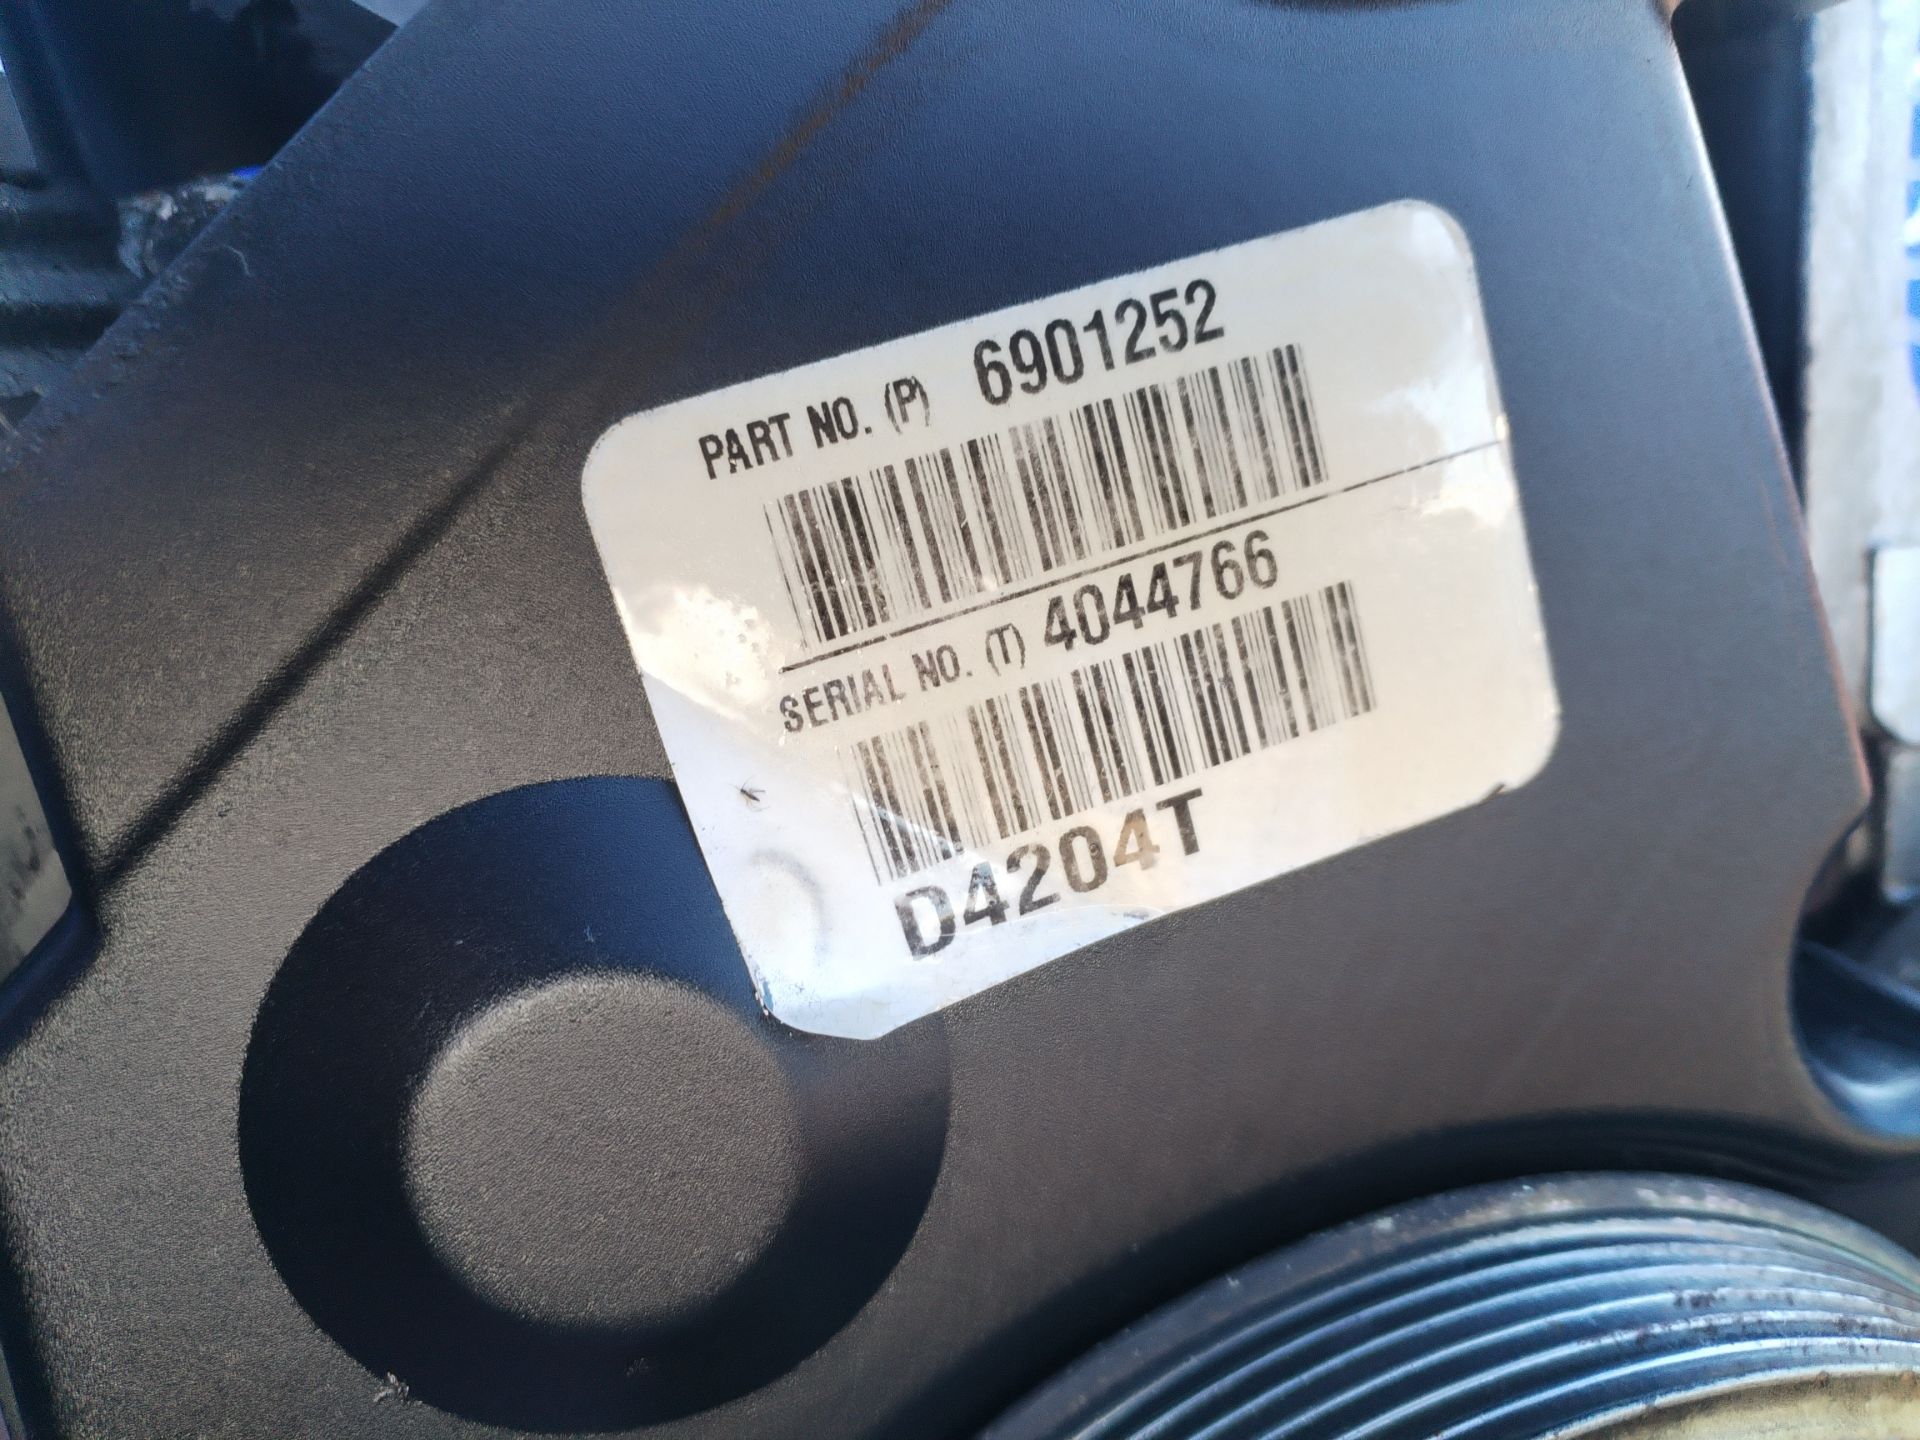 PART NO. (P) 6901252
SERIAL NO. (T) 4044766
D4204T